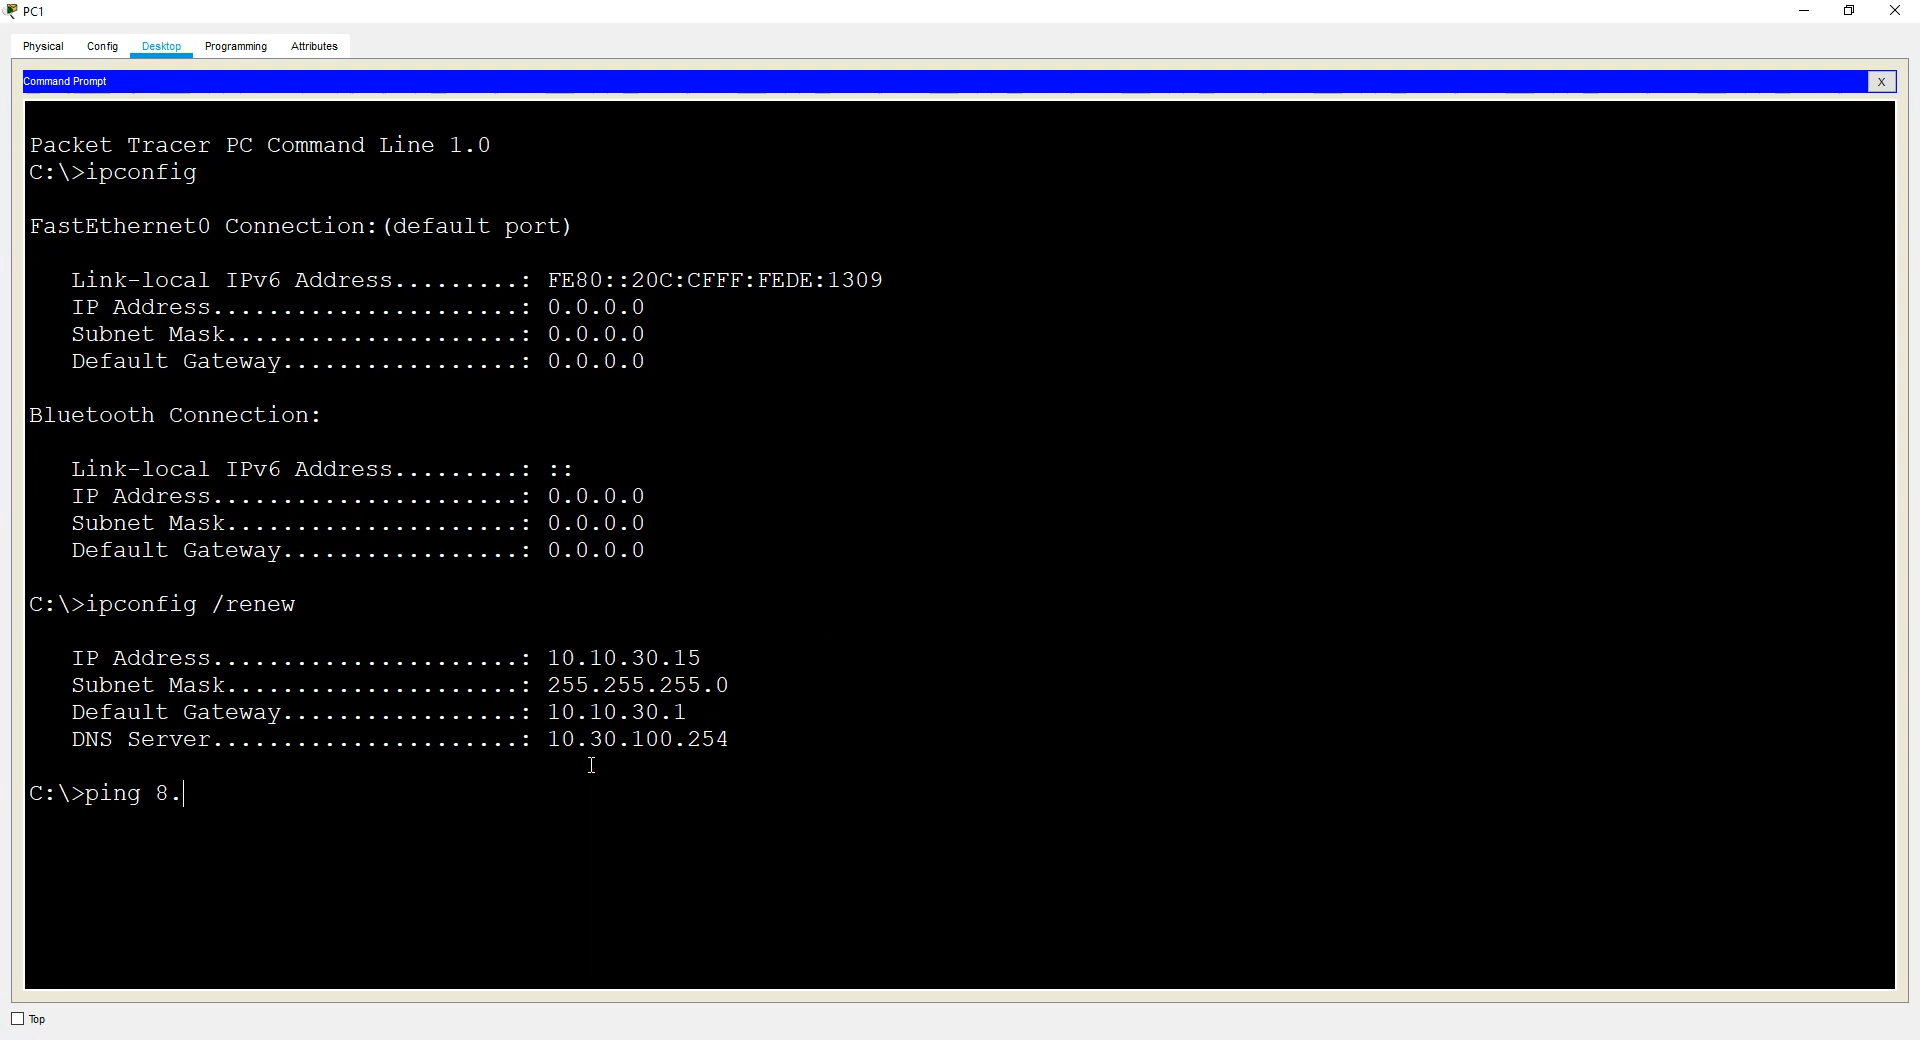 PC1
Physical Config Desktop Programming Attributes
Command Prompt X
Packet Tracer PC Command Line 1.0
C:\>ipconfig
FastEthernet0 Connection:(default port)
Link-local IPv6 Address.........: FE80::20C:CFFF:FEDE:1309
IP Address......................: 0.0.0.0
Subnet Mask.....................: 0.0.0.0
Default Gateway.................: 0.0.0.0
Bluetooth Connection:
Link-local IPv6 Address.........: ::
IP Address......................: 0.0.0.0
Subnet Mask.....................: 0.0.0.0
Default Gateway.................: 0.0.0.0
C:\>ipconfig /renew
IP Address......................: 10.10.30.15
Subnet Mask.....................: 255.255.255.0
Default Gateway.................: 10.10.30.1
DNS Server......................: 10.30.100.254
C:\>ping 8.
Top